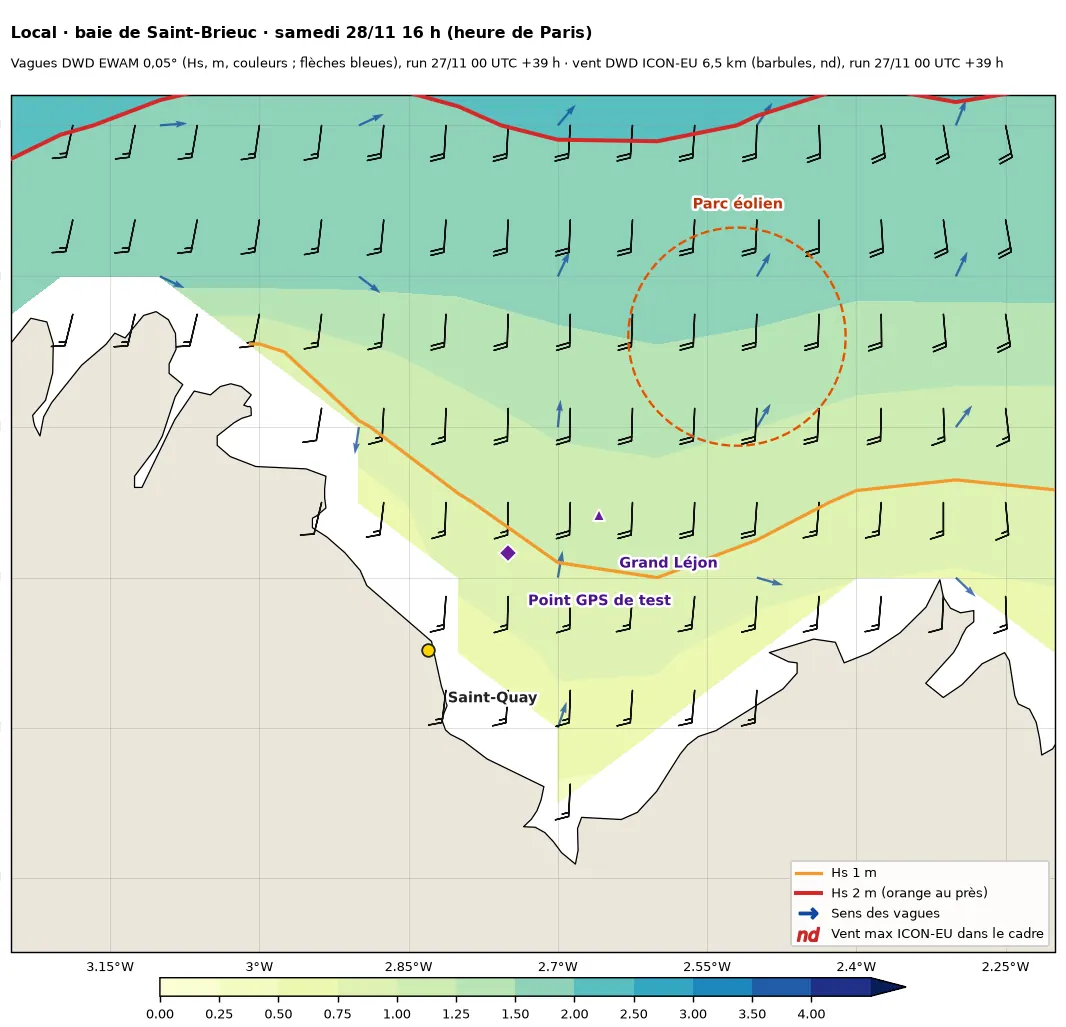 Local · baie de Saint-Brieuc · samedi 28/11 16 h (heure de Paris)
Vagues DWD EWAM 0,05° (Hs, m, couleurs ; flèches bleues), run 27/11 00 UTC +39 h · vent DWD ICON-EU 6,5 km (barbules, nd), run 27/11 00 UTC +39 h
Parc éolien
Grand Léjon
Point GPS de test
Saint-Quay
Hs 1 m
Hs 2 m (orange au près)
Sens des vagues
nd Vent max ICON-EU dans le cadre
3.15°W 3°W 2.85°W 2.7°W 2.55°W 2.4°W 2.25°W
0.00 0.25 0.50 0.75 1.00 1.25 1.50 2.00 2.50 3.00 3.50 4.00